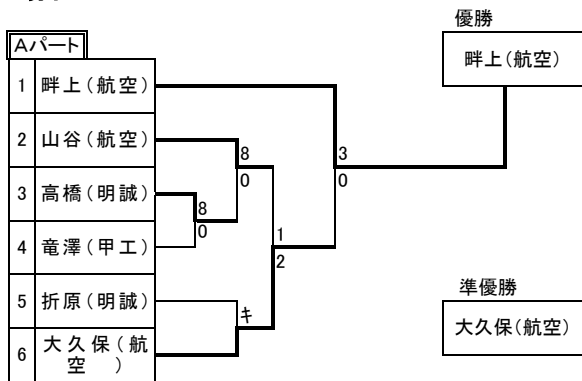 優勝
Aパート
畔上(航空)
1 畔上(航空)
2 山谷(航空)
8
3
0
0
3 高橋(明誠)
8
0
4 竜澤(甲工)
1
2
5 折原(明誠)
キ
準優勝
大久保(航空)
6 大久保(航
空)